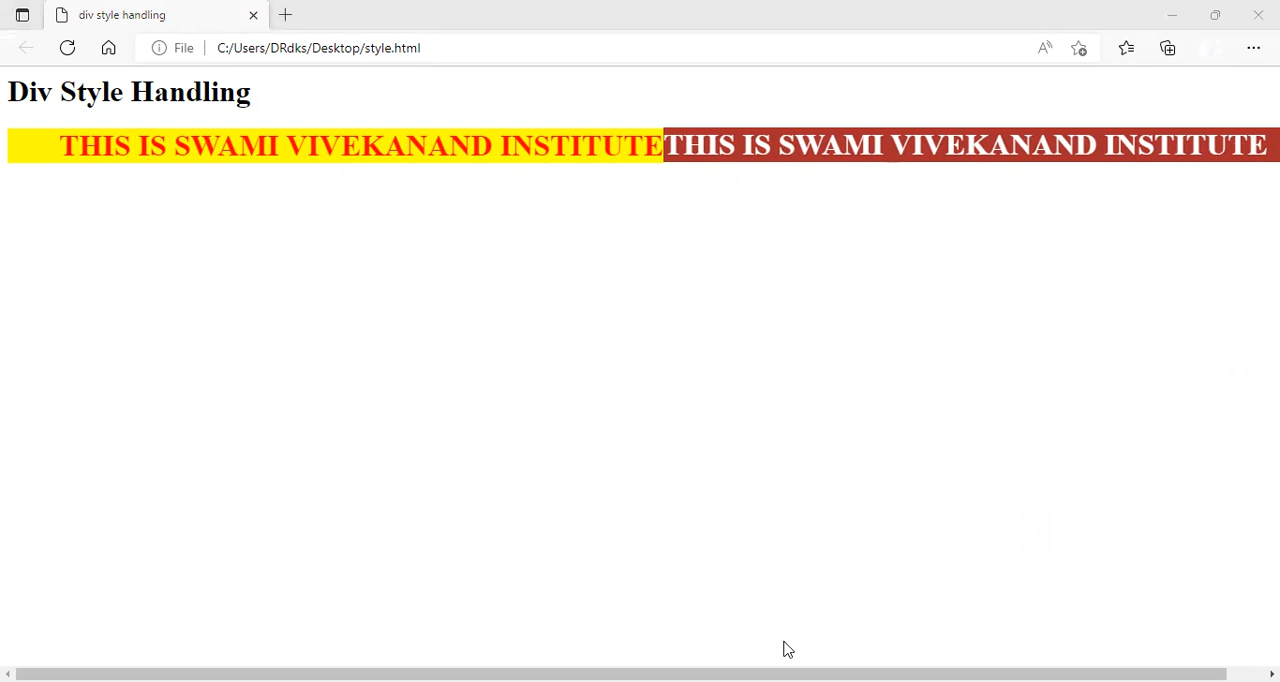 div style handling
File
C:/Users/DRdks/Desktop/style.html
Div Style Handling
THIS IS SWAMI VIVEKANAND INSTITUTE THIS IS SWAMI VIVEKANAND INSTITUTE